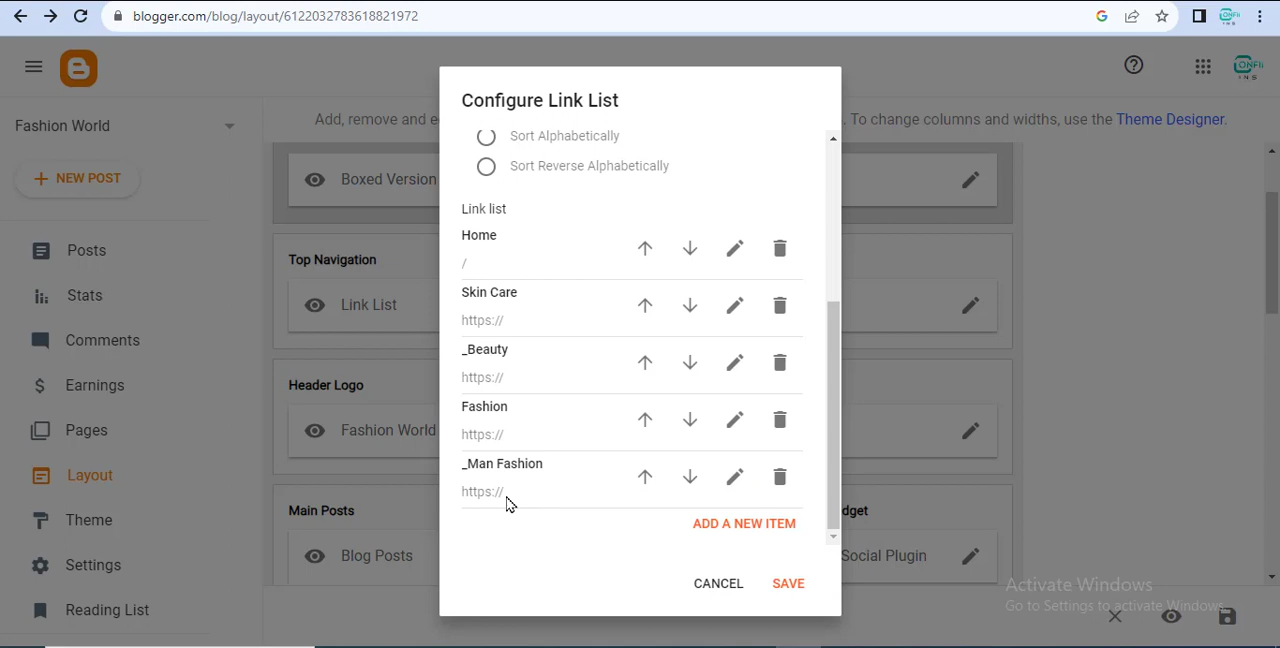 blogger.com/blog/layout/6122032783618821972
Fashion World
Add, remove and e
. To change columns and widths, use the Theme Designer.
NEW POST
Posts
Stats
Comments
Earnings
Pages
Layout
Theme
Settings
Reading List
Boxed Version
Top Navigation
Link List
Header Logo
Fashion World
Main Posts
Blog Posts
dget
Social Plugin
Configure Link List
Sort Alphabetically
Sort Reverse Alphabetically
Link list
Home
/
Skin Care
https://
_Beauty
https://
Fashion
https://
_Man Fashion
https://
ADD A NEW ITEM
CANCEL
SAVE
Activate Windows
Go to Settings to activate Windows.